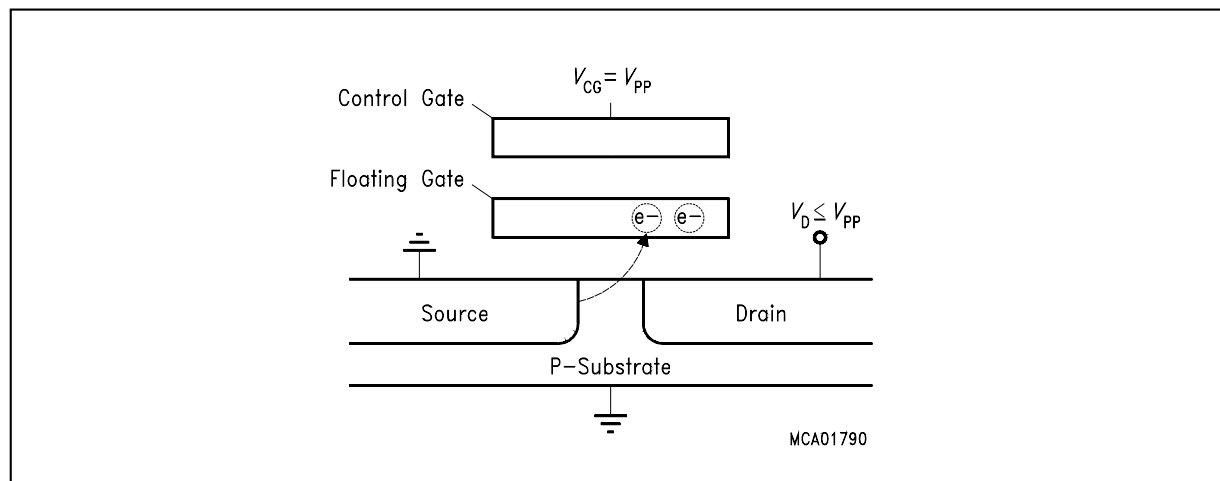 V_CG = V_PP
Control Gate
Floating Gate
e− e−
V_D ≤ V_PP
Source
Drain
P−Substrate
MCA01790